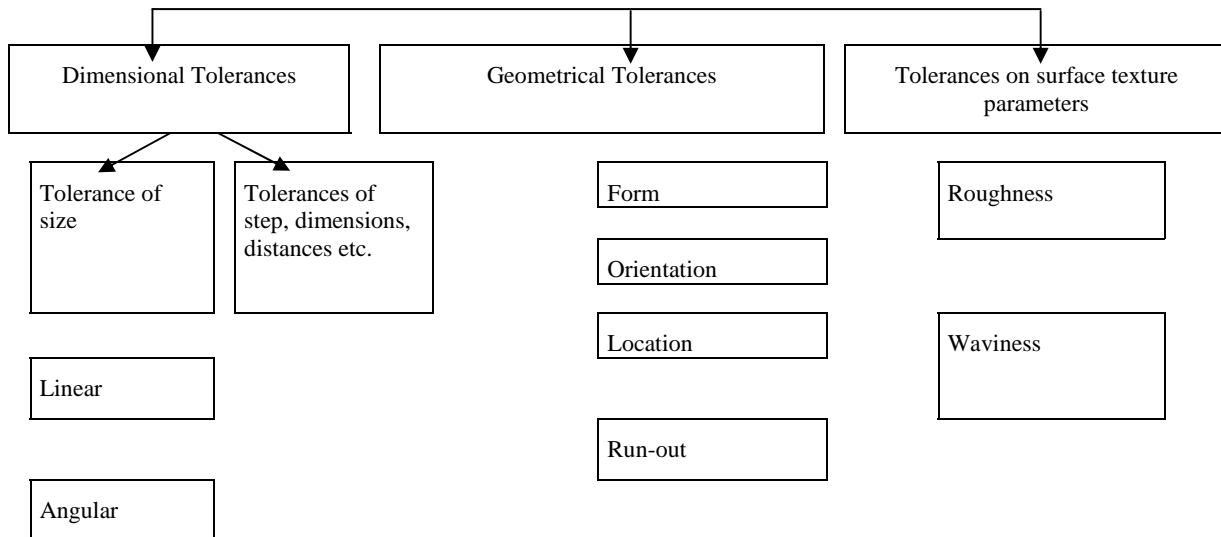 Dimensional Tolerances
Geometrical Tolerances
Tolerances on surface texture
parameters
Tolerance of
size
Tolerances of
step, dimensions,
distances etc.
Form
Roughness
Orientation
Location
Waviness
Linear
Run-out
Angular